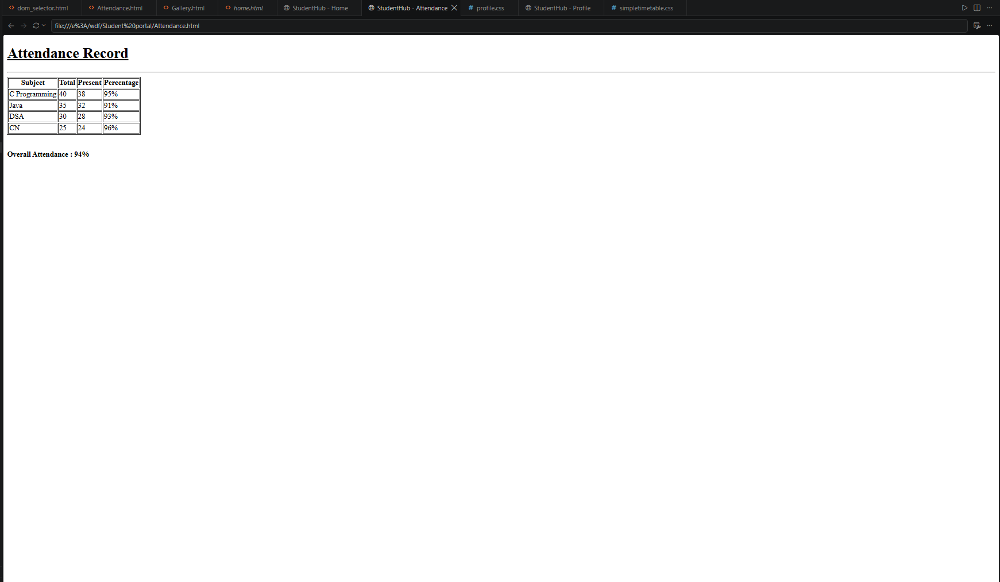 dom_selector.html Attendance.html Gallery.html home.html StudentHub - Home StudentHub - Attendance # profile.css StudentHub - Profile # simpletimetable.css
file:///e%3A/wdf/Student%20portal/Attendance.html
Attendance Record
Subject Total Present Percentage
C Programming 40 38 95%
Java 35 32 91%
DSA 30 28 93%
CN 25 24 96%
Overall Attendance : 94%